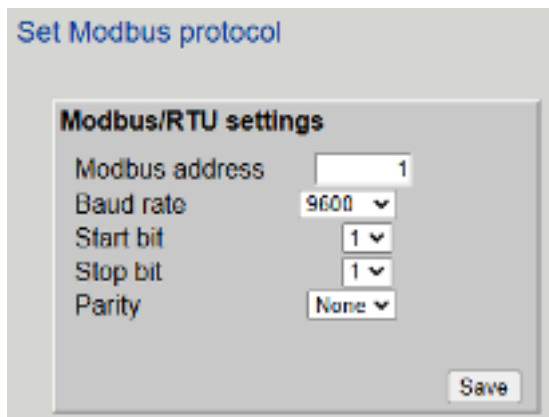 Set Modbus protocol
Modbus/RTU settings
Modbus address 1
Baud rate 9600
Start bit 1
Stop bit 1
Parity None
Save